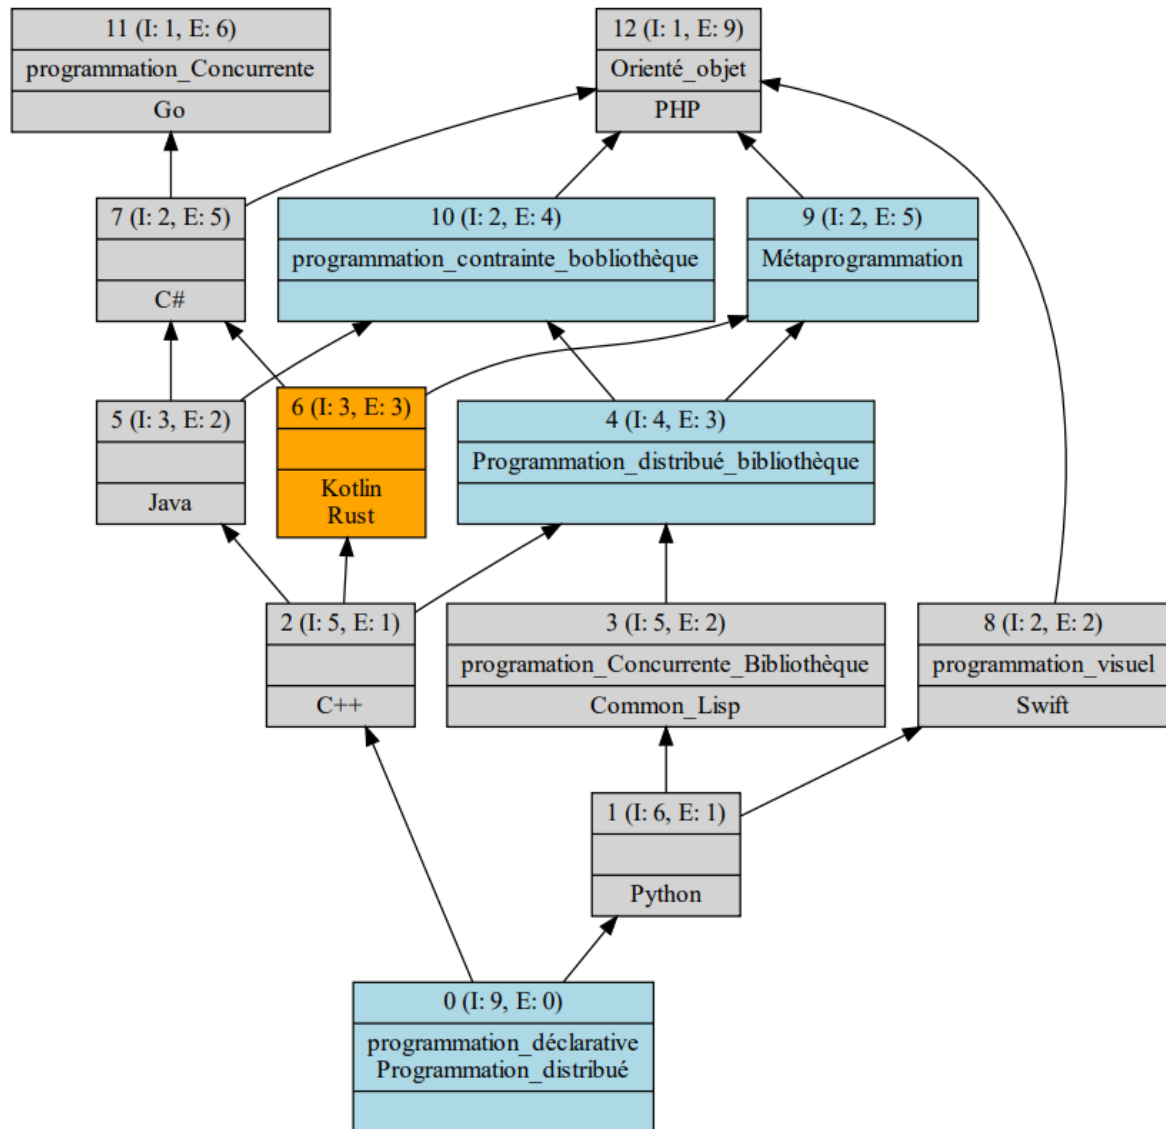 11 (I: 1, E: 6)
programmation_Concurrente
Go
12 (I: 1, E: 9)
Orienté_objet
PHP
7 (I: 2, E: 5)
C#
10 (I: 2, E: 4)
programmation_contrainte_bobliothèque
9 (I: 2, E: 5)
Métaprogrammation
5 (I: 3, E: 2)
Java
6 (I: 3, E: 3)
Kotlin
Rust
4 (I: 4, E: 3)
Programmation_distribué_bibliothèque
2 (I: 5, E: 1)
C++
3 (I: 5, E: 2)
programation_Concurrente_Bibliothèque
Common_Lisp
8 (I: 2, E: 2)
programmation_visuel
Swift
1 (I: 6, E: 1)
Python
0 (I: 9, E: 0)
programmation_déclarative
Programmation_distribué